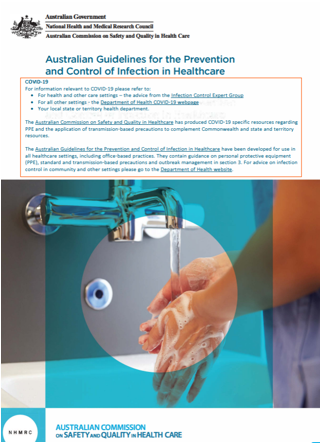 Australian Government
National Health and Medical Research Council
Australian Commission on Safety and Quality in Health Care
Australian Guidelines for the Prevention
and Control of Infection in Healthcare
COVID-19
For information relevant to COVID-19 please refer to:
• For health and other care settings – the advice from the Infection Control Expert Group
• For all other settings - the Department of Health COVID-19 webpage
• Your local state or territory health department.
The Australian Commission on Safety and Quality in Healthcare has produced COVID-19 specific resources regarding
PPE and the application of transmission-based precautions to complement Commonwealth and state and territory
resources.
The Australian Guidelines for the Prevention and Control of Infection in Healthcare have been developed for use in
all healthcare settings, including office-based practices. They contain guidance on personal protective equipment
(PPE), standard and transmission-based precautions and outbreak management in section 3. For advice on infection
control in community and other settings please go to the Department of Health website.
NHMRC
AUSTRALIAN COMMISSION
ON SAFETY AND QUALITY IN HEALTH CARE